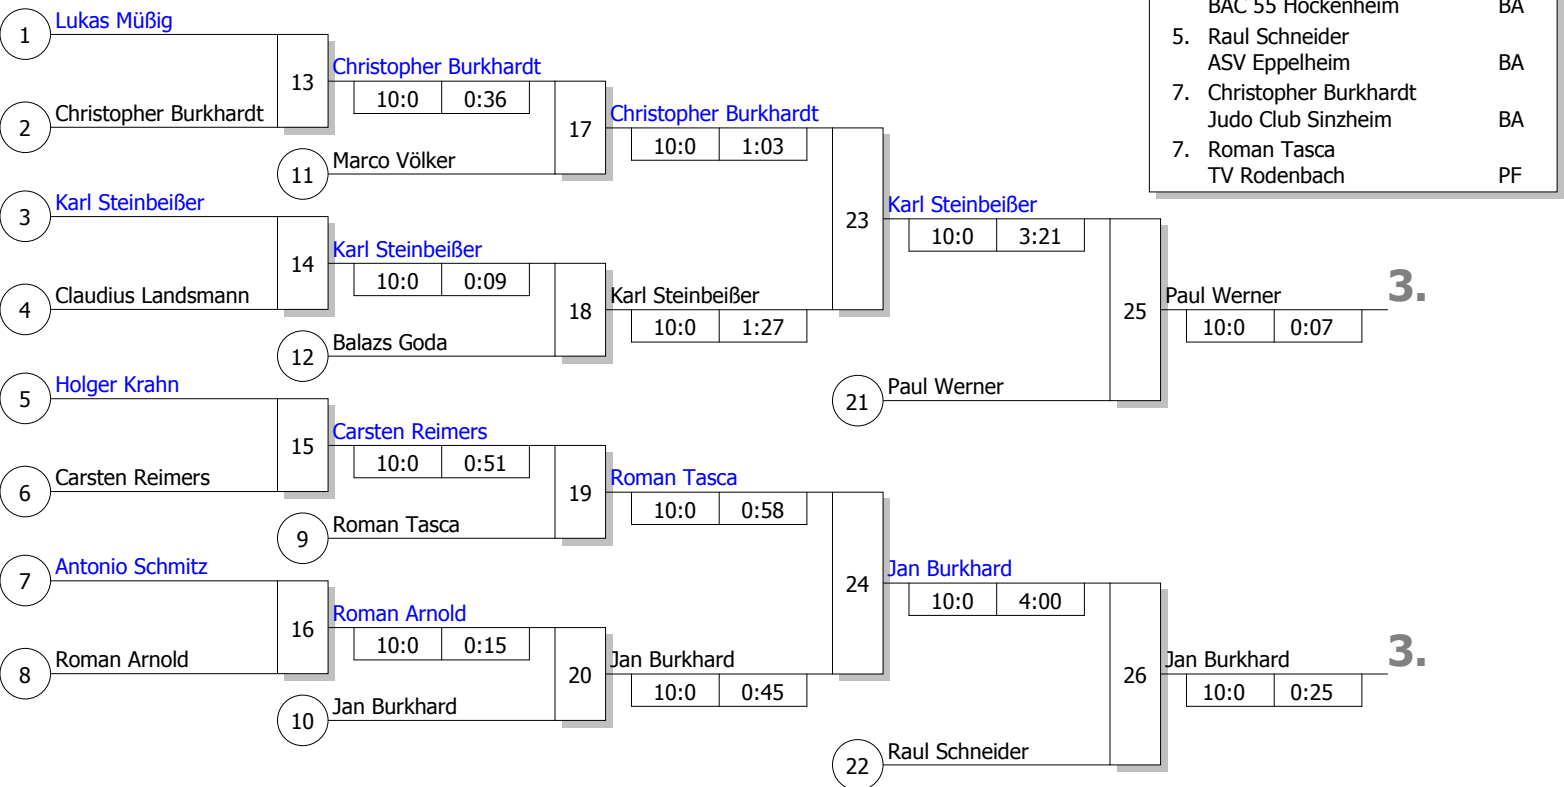 BAC 55 Hockenheim BA
5. Raul Schneider
ASV Eppelheim BA
7. Christopher Burkhardt
Judo Club Sinzheim BA
7. Roman Tasca
TV Rodenbach PF
1 Lukas Müßig
13 Christopher Burkhardt
10:0 0:36
2 Christopher Burkhardt
17 Christopher Burkhardt
10:0 1:03
11 Marco Völker
3 Karl Steinbeißer
23 Karl Steinbeißer
10:0 3:21
14 Karl Steinbeißer
10:0 0:09
4 Claudius Landsmann
18 Karl Steinbeißer
10:0 1:27
25 Paul Werner 3.
10:0 0:07
12 Balazs Goda
5 Holger Krahn
21 Paul Werner
15 Carsten Reimers
10:0 0:51
6 Carsten Reimers
19 Roman Tasca
10:0 0:58
9 Roman Tasca
7 Antonio Schmitz
24 Jan Burkhard
10:0 4:00
16 Roman Arnold
10:0 0:15
8 Roman Arnold
20 Jan Burkhard
10:0 0:45
26 Jan Burkhard 3.
10:0 0:25
10 Jan Burkhard
22 Raul Schneider